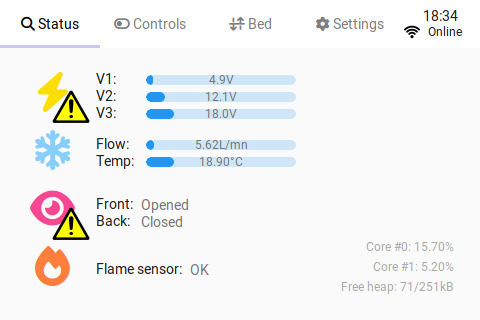 Status Controls Bed Settings 18:34
Online
V1: 4.9V
V2: 12.1V
V3: 18.0V
Flow: 5.62L/mn
Temp: 18.90°C
Front: Opened
Back: Closed
Flame sensor: OK
Core #0: 15.70%
Core #1: 5.20%
Free heap: 71/251kB